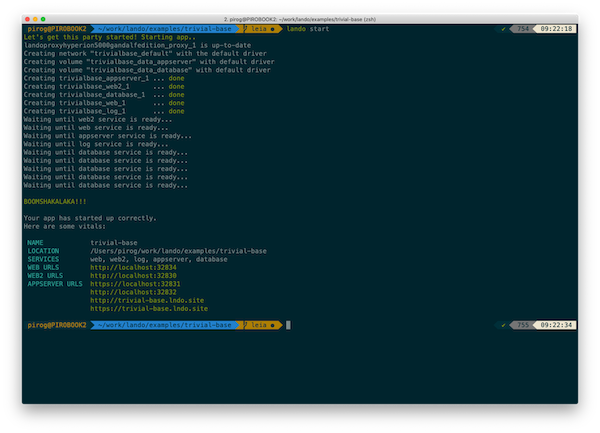 2. pirog@PIROBOOK2: ~/work/lando/examples/trivial-base (zsh)
pirog@PIROBOOK2 ~/work/lando/examples/trivial-base leia ● lando start ✓ 754 09:22:18
Let's get this party started! Starting app..
landoproxyhyperion5000gandalfedition_proxy_1 is up-to-date
Creating network "trivialbase_default" with the default driver
Creating volume "trivialbase_data_appserver" with default driver
Creating volume "trivialbase_data_database" with default driver
Creating trivialbase_appserver_1 ... done
Creating trivialbase_web2_1 ... done
Creating trivialbase_database_1 ... done
Creating trivialbase_web_1 ... done
Creating trivialbase_log_1 ... done
Waiting until web2 service is ready...
Waiting until web service is ready...
Waiting until appserver service is ready...
Waiting until log service is ready...
Waiting until database service is ready...
Waiting until database service is ready...
Waiting until database service is ready...
Waiting until database service is ready...
Waiting until database service is ready...
BOOMSHAKALAKA!!!
Your app has started up correctly.
Here are some vitals:
NAME trivial-base
LOCATION /Users/pirog/work/lando/examples/trivial-base
SERVICES web, web2, log, appserver, database
WEB URLS http://localhost:32834
WEB2 URLS http://localhost:32830
APPSERVER URLS https://localhost:32831
http://localhost:32832
http://trivial-base.lndo.site
https://trivial-base.lndo.site
pirog@PIROBOOK2 ~/work/lando/examples/trivial-base leia ● ✓ 755 09:22:34